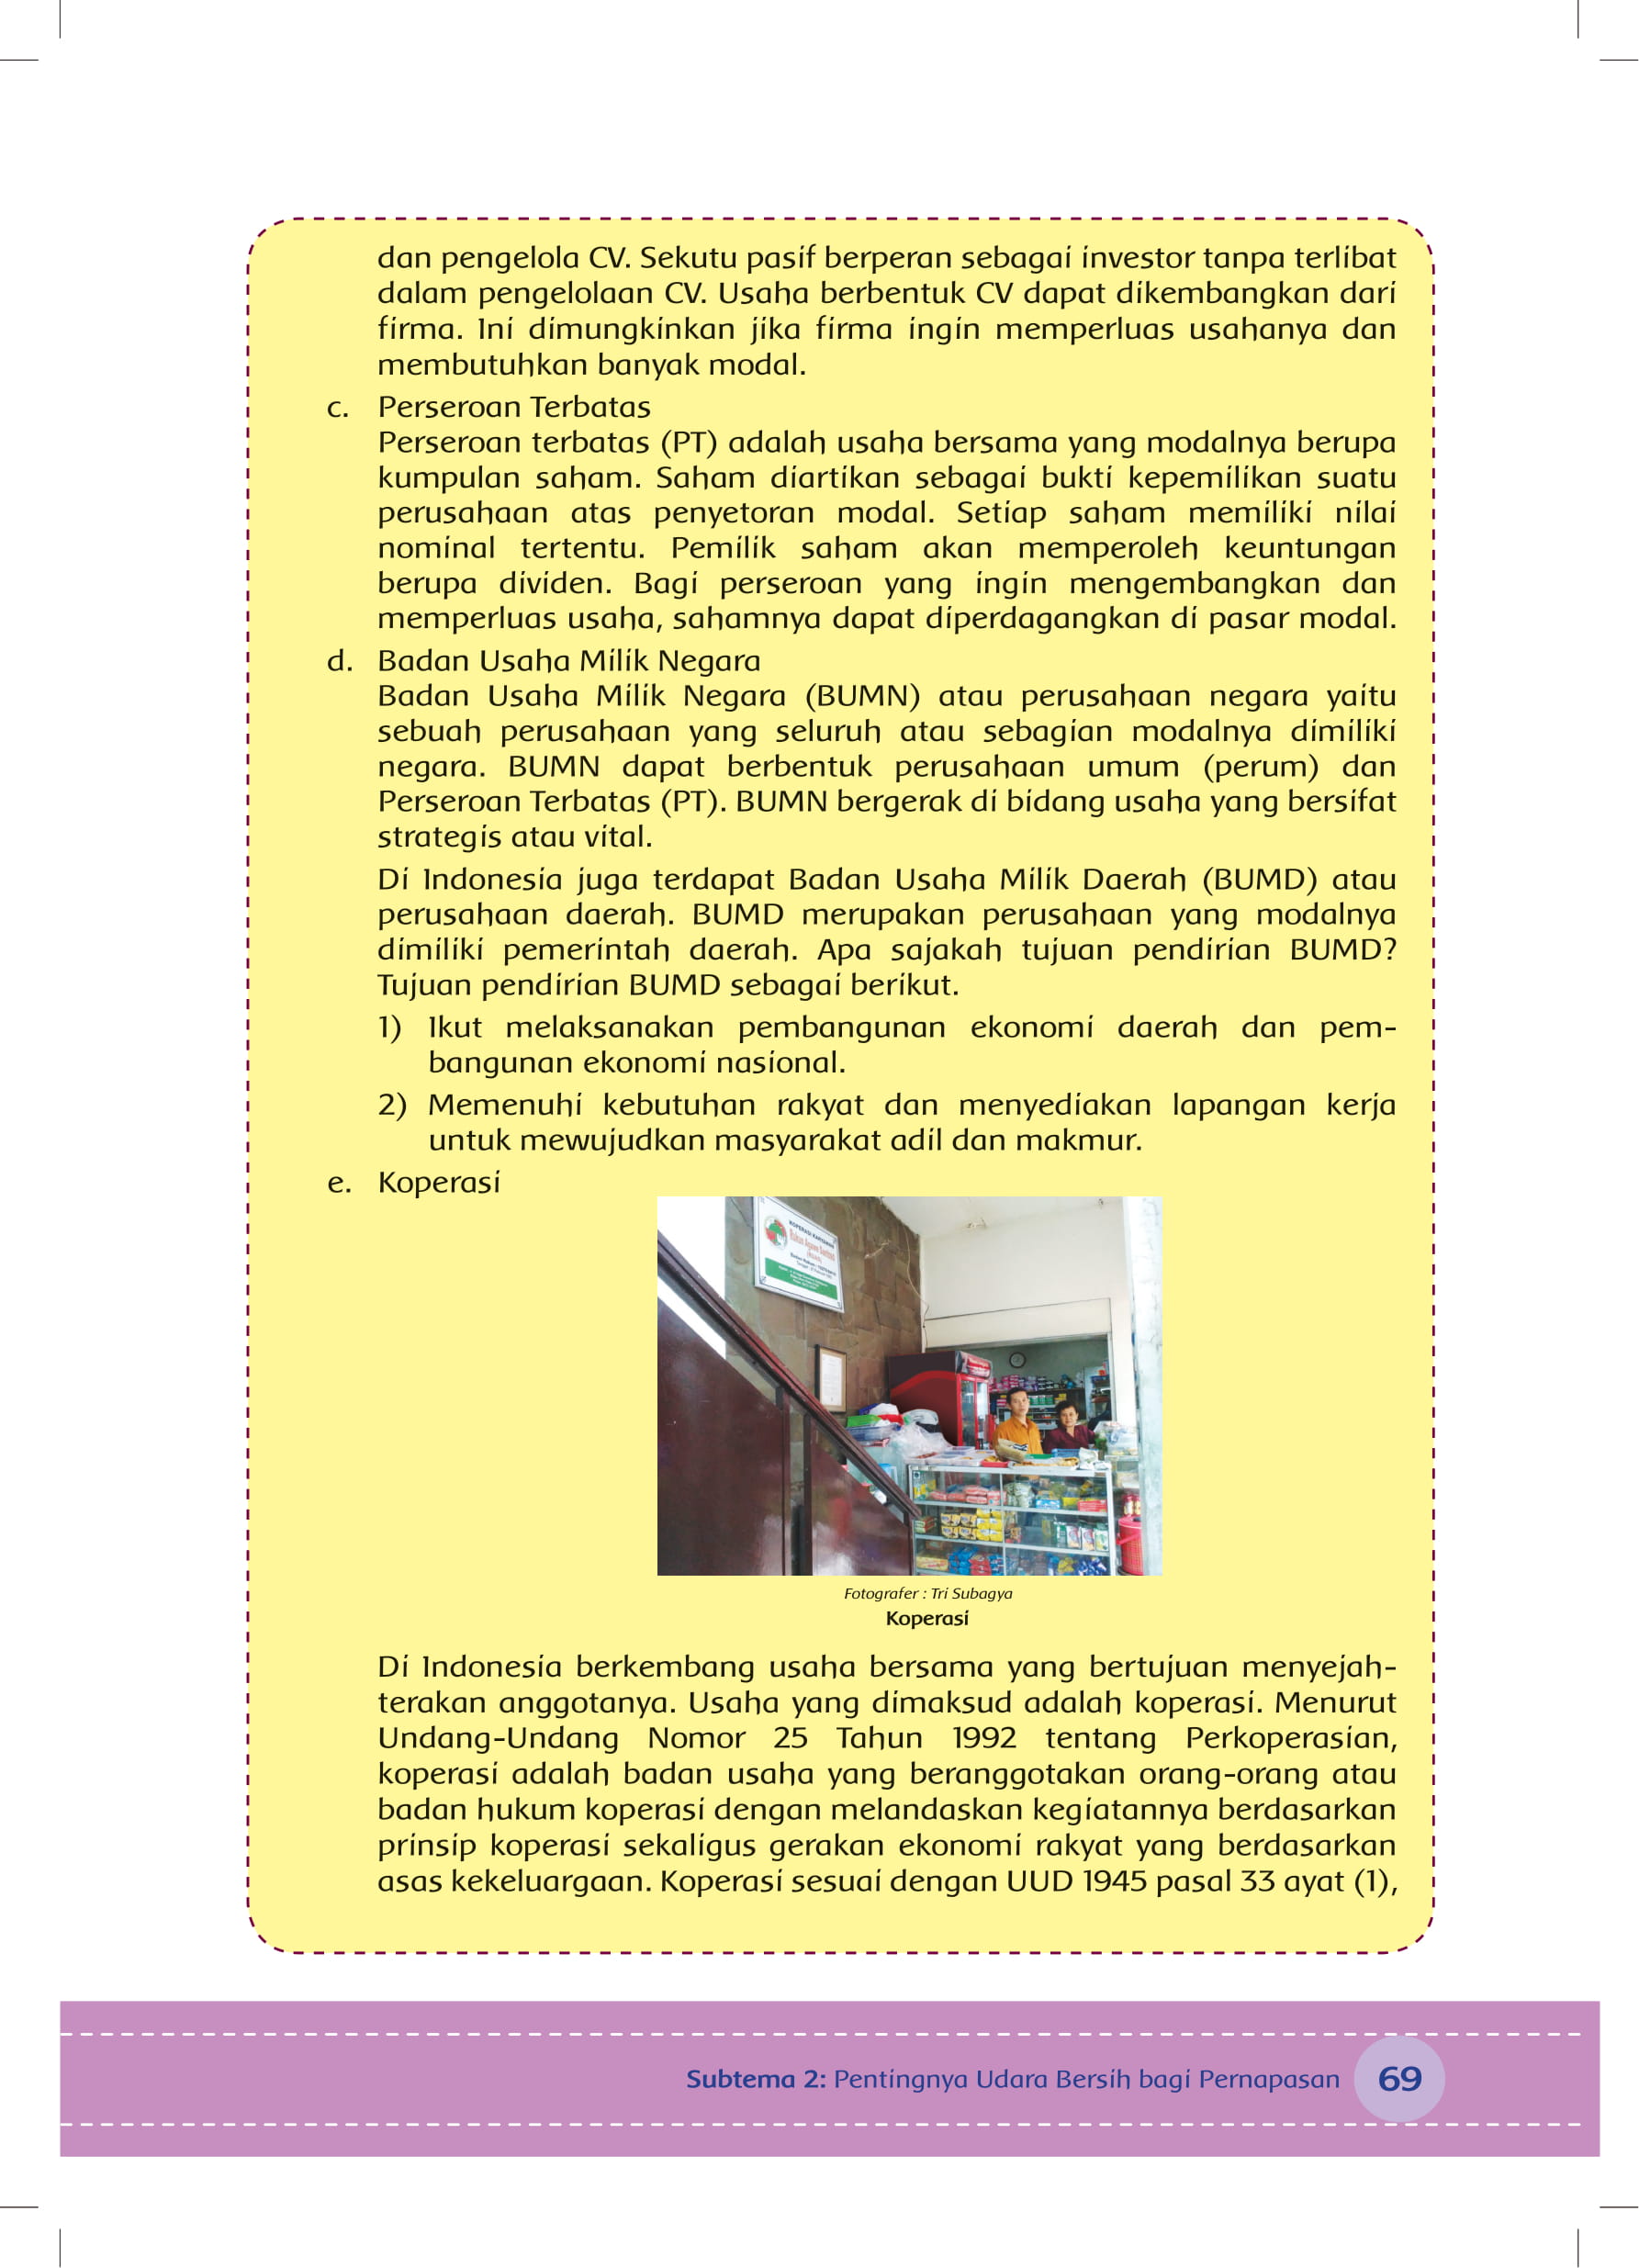 dan pengelola CV. Sekutu pasif berperan sebagai investor tanpa terlibat
dalam pengelolaan CV. Usaha berbentuk CV dapat dikembangkan dari
firma. Ini dimungkinkan jika firma ingin memperluas usahanya dan
membutuhkan banyak modal.
c. Perseroan Terbatas
Perseroan terbatas (PT) adalah usaha bersama yang modalnya berupa
kumpulan saham. Saham diartikan sebagai bukti kepemilikan suatu
perusahaan atas penyetoran modal. Setiap saham memiliki nilai
nominal tertentu. Pemilik saham akan memperoleh keuntungan
berupa dividen. Bagi perseroan yang ingin mengembangkan dan
memperluas usaha, sahamnya dapat diperdagangkan di pasar modal.
d. Badan Usaha Milik Negara
Badan Usaha Milik Negara (BUMN) atau perusahaan negara yaitu
sebuah perusahaan yang seluruh atau sebagian modalnya dimiliki
negara. BUMN dapat berbentuk perusahaan umum (perum) dan
Perseroan Terbatas (PT). BUMN bergerak di bidang usaha yang bersifat
strategis atau vital.
Di Indonesia juga terdapat Badan Usaha Milik Daerah (BUMD) atau
perusahaan daerah. BUMD merupakan perusahaan yang modalnya
dimiliki pemerintah daerah. Apa sajakah tujuan pendirian BUMD?
Tujuan pendirian BUMD sebagai berikut.
1) Ikut melaksanakan pembangunan ekonomi daerah dan pem-
bangunan ekonomi nasional.
2) Memenuhi kebutuhan rakyat dan menyediakan lapangan kerja
untuk mewujudkan masyarakat adil dan makmur.
e. Koperasi
KOPERASI KARYAWAN
Fotografer : Tri Subagya
Koperasi
Di Indonesia berkembang usaha bersama yang bertujuan menyejah-
terakan anggotanya. Usaha yang dimaksud adalah koperasi. Menurut
Undang-Undang Nomor 25 Tahun 1992 tentang Perkoperasian,
koperasi adalah badan usaha yang beranggotakan orang-orang atau
badan hukum koperasi dengan melandaskan kegiatannya berdasarkan
prinsip koperasi sekaligus gerakan ekonomi rakyat yang berdasarkan
asas kekeluargaan. Koperasi sesuai dengan UUD 1945 pasal 33 ayat (1),
Subtema 2: Pentingnya Udara Bersih bagi Pernapasan 69